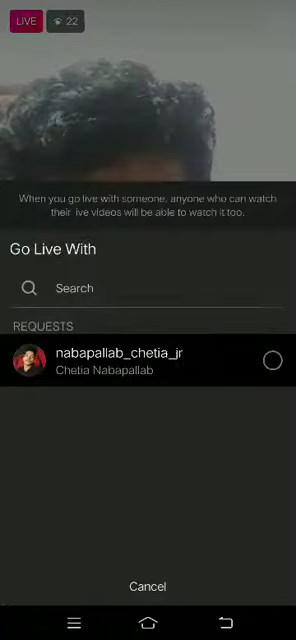 LIVE 22
When you go live with someone, anyone who can watch
their live videos will be able to watch it too.
Go Live With
Search
REQUESTS
nabapallab_chetia_jr
Chetia Nabapallab
Cancel